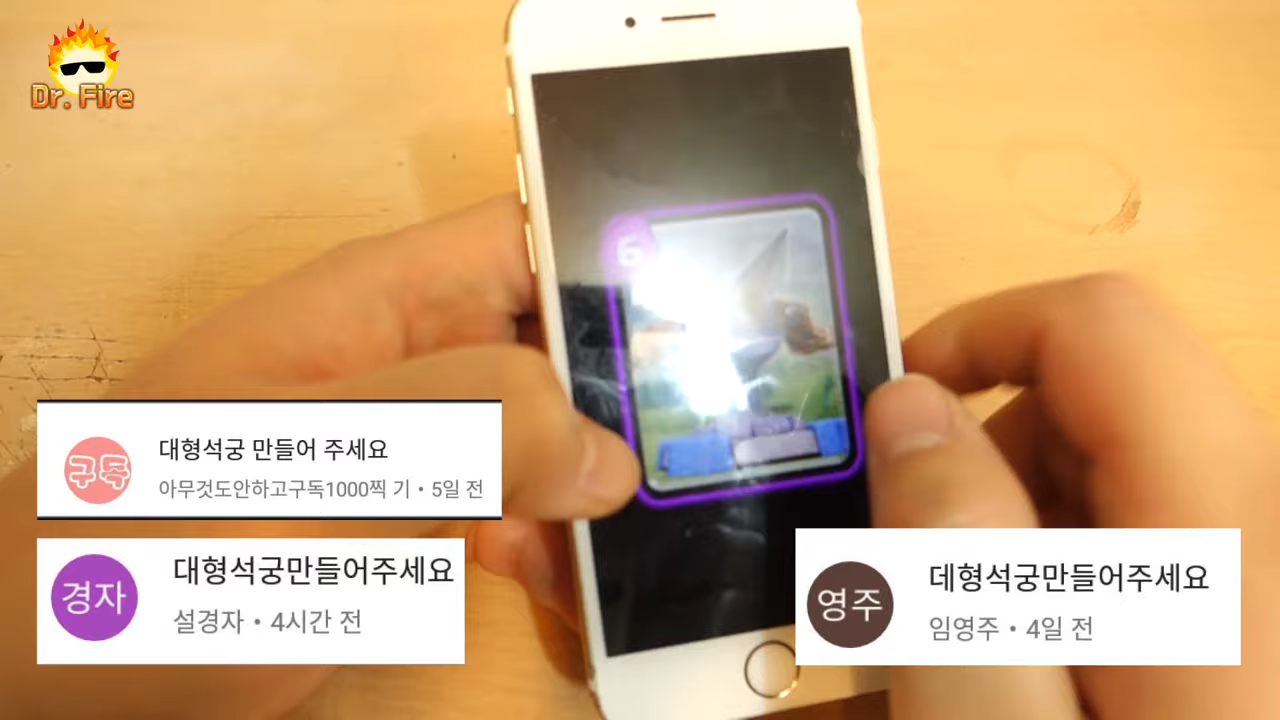 Dr. Fire
6
구독
대형석궁 만들어 주세요
아무것도안하고구독1000찍 기 • 5일 전
경자
대형석궁만들어주세요
설경자 • 4시간 전
영주
데형석궁만들어주세요
임영주 • 4일 전